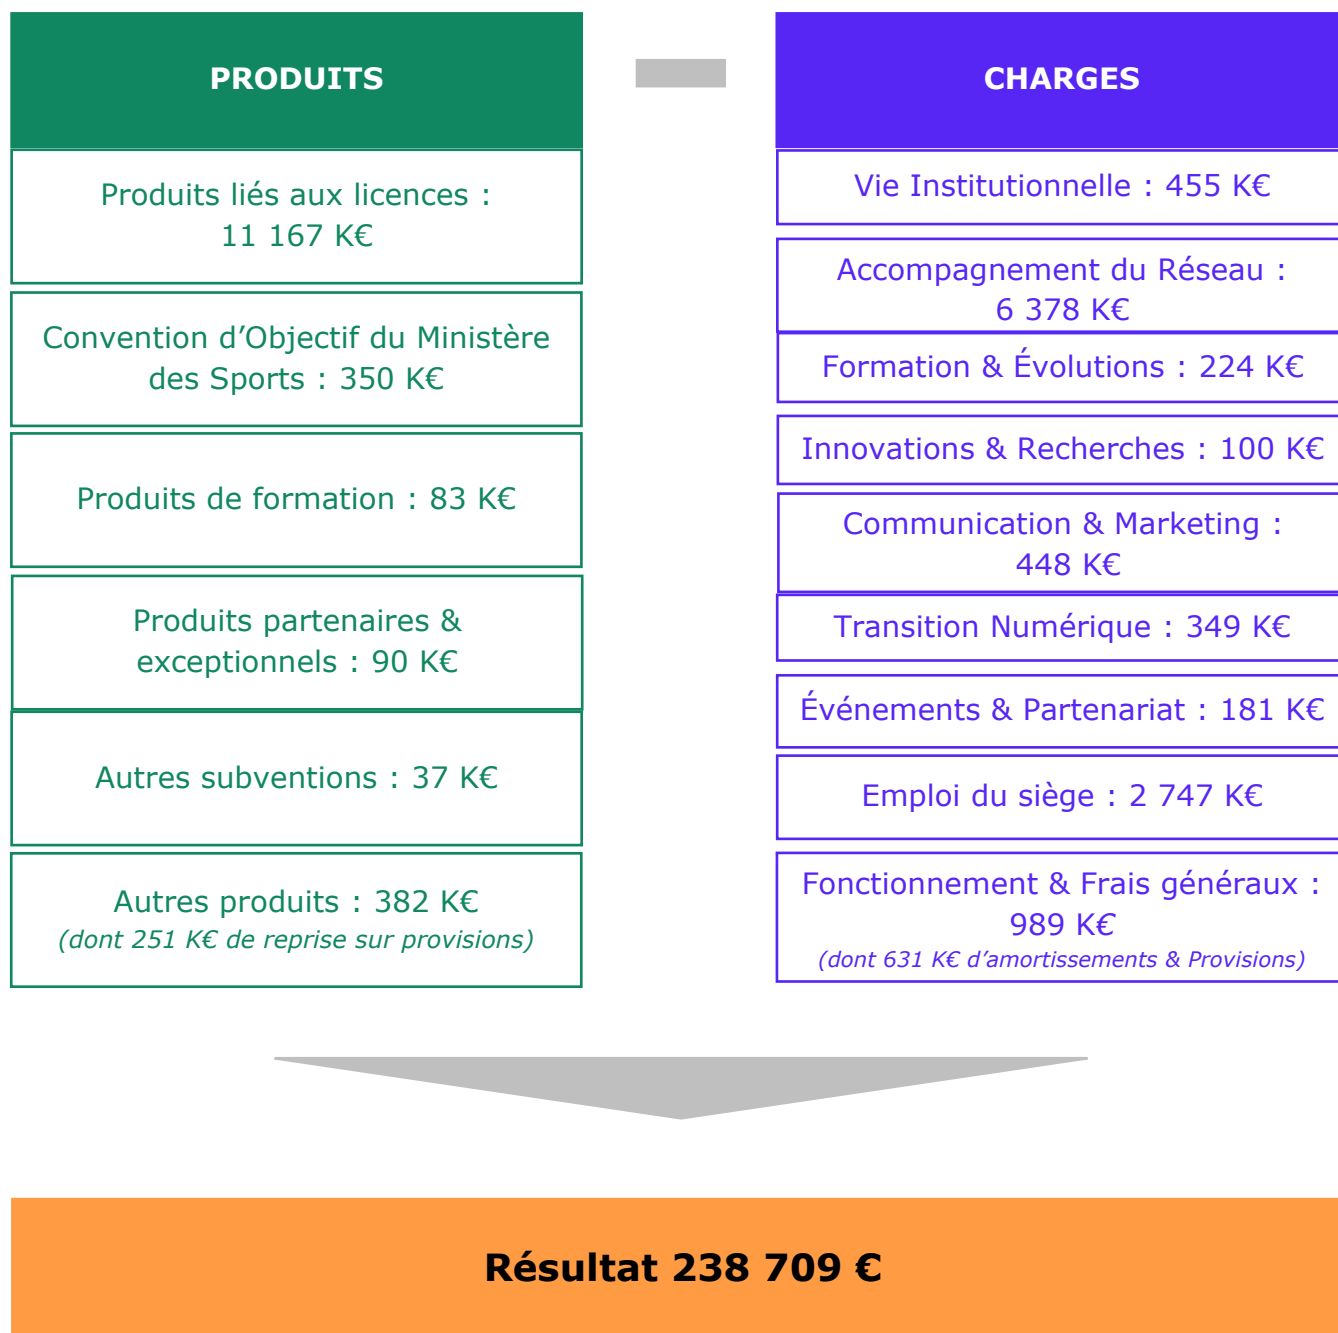 PRODUITS
Produits liés aux licences :
11 167 K€
Convention d’Objectif du Ministère
des Sports : 350 K€
Produits de formation : 83 K€
Produits partenaires &
exceptionnels : 90 K€
Autres subventions : 37 K€
Autres produits : 382 K€
(dont 251 K€ de reprise sur provisions)
CHARGES
Vie Institutionnelle : 455 K€
Accompagnement du Réseau :
6 378 K€
Formation & Évolutions : 224 K€
Innovations & Recherches : 100 K€
Communication & Marketing :
448 K€
Transition Numérique : 349 K€
Événements & Partenariat : 181 K€
Emploi du siège : 2 747 K€
Fonctionnement & Frais généraux :
989 K€
(dont 631 K€ d’amortissements & Provisions)
Résultat 238 709 €